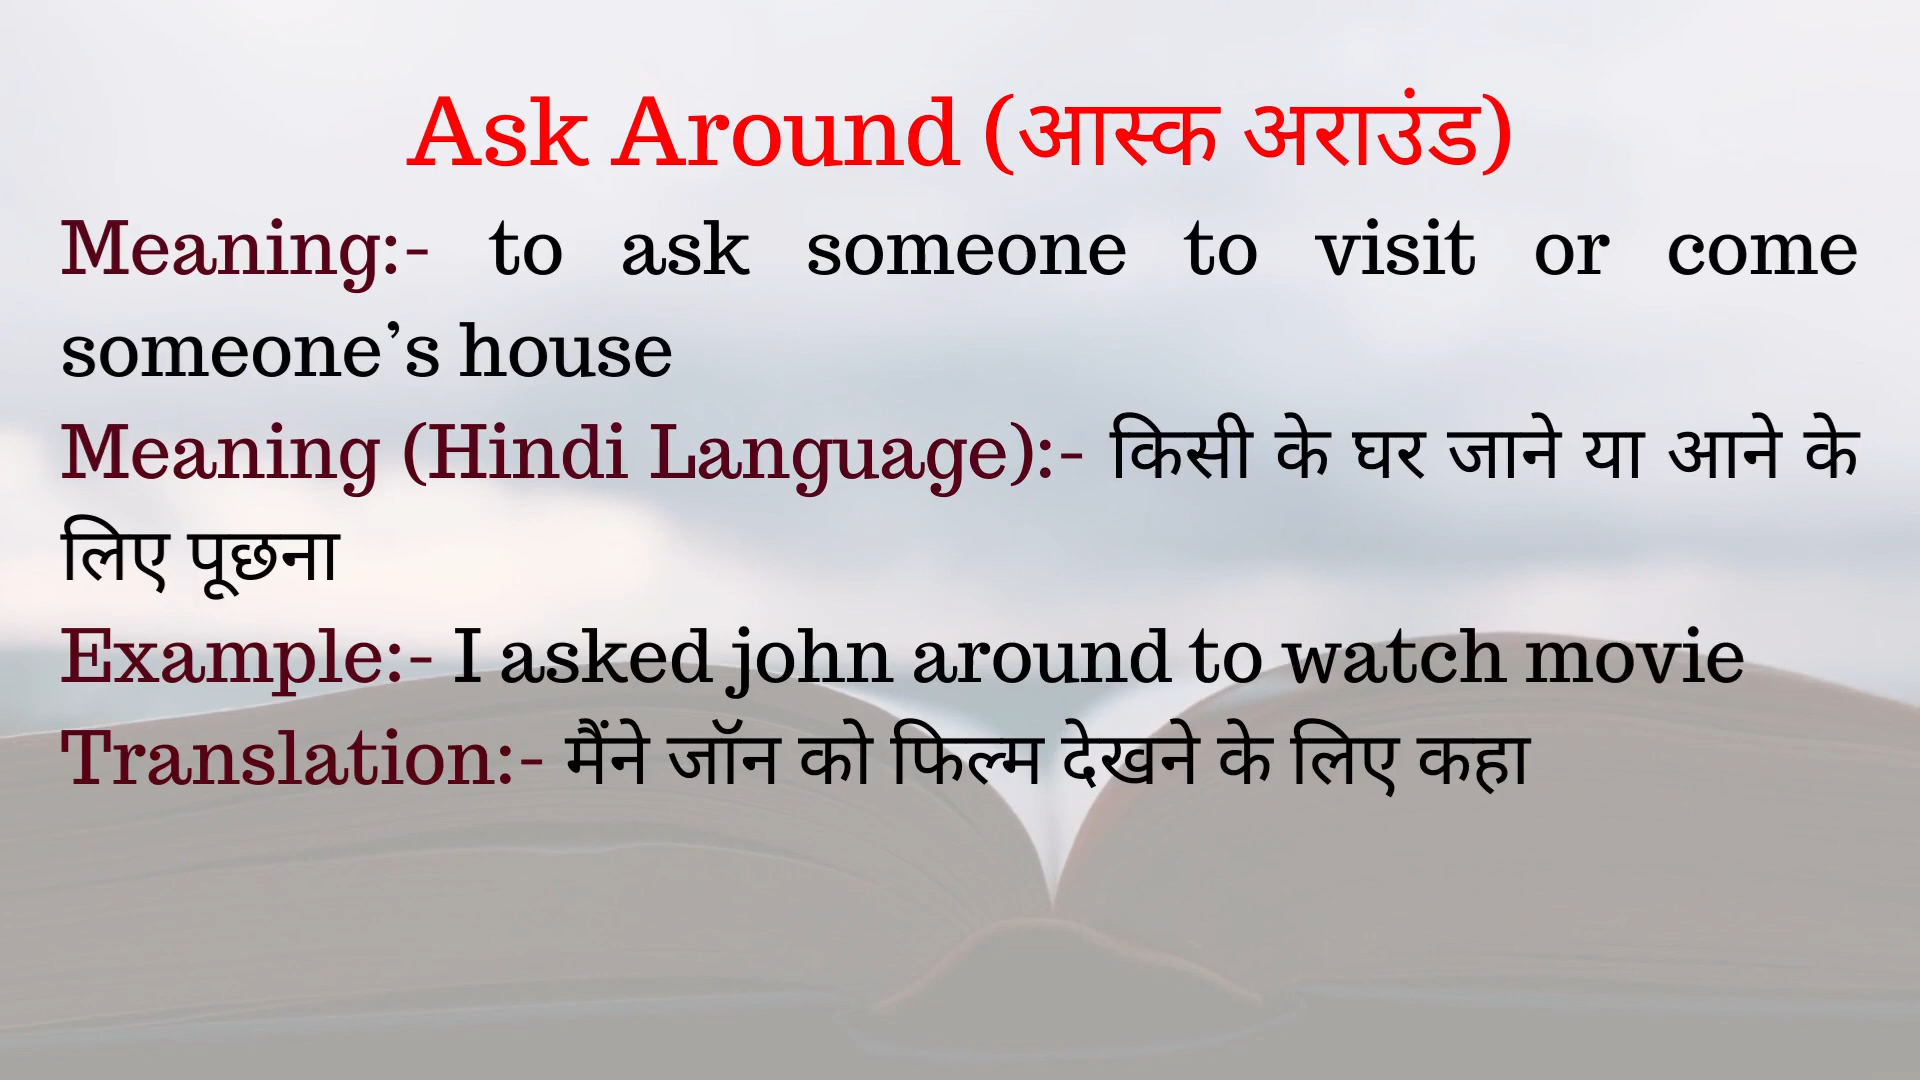 Ask Around (आस्क अराउंड)
Meaning:- to ask someone to visit or come
someone’s house
Meaning (Hindi Language):- किसी के घर जाने या आने के
लिए पूछना
Example:- I asked john around to watch movie
Translation:- मैंने जॉन को फिल्म देखने के लिए कहा